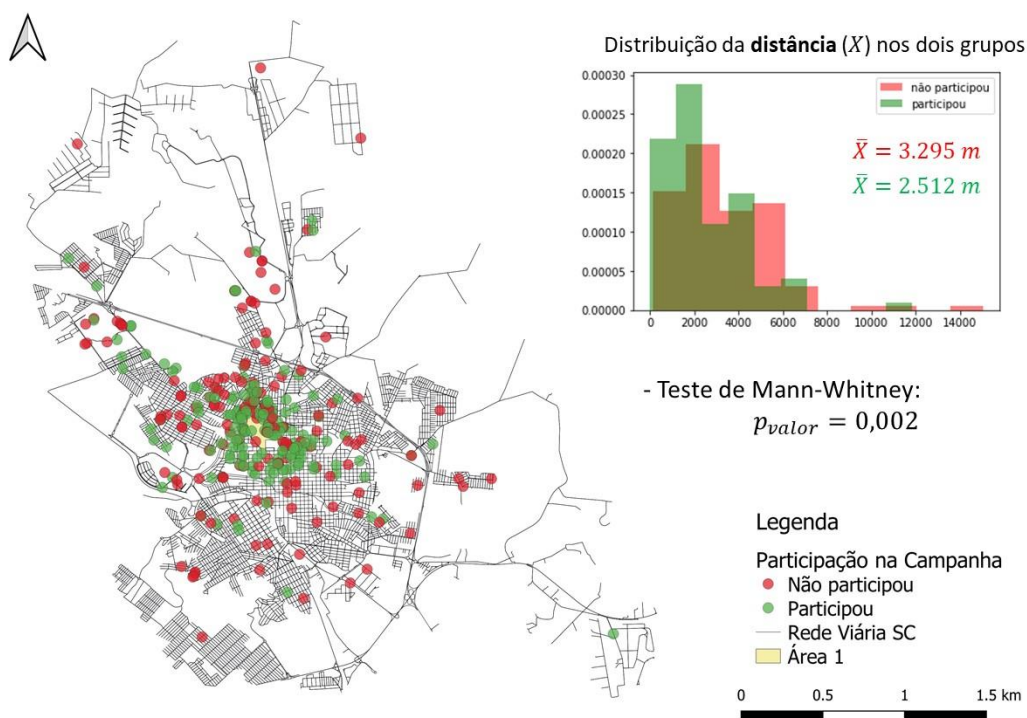 Distribuição da distância (X) nos dois grupos
0.00030
0.00025
0.00020
0.00015
0.00010
0.00005
0.00000
0 2000 4000 6000 8000 10000 12000 14000
não participou
participou
X̄ = 3.295 m
X̄ = 2.512 m
- Teste de Mann-Whitney:
pvalor = 0,002
Legenda
Participação na Campanha
Não participou
Participou
Rede Viária SC
Área 1
0 0.5 1 1.5 km